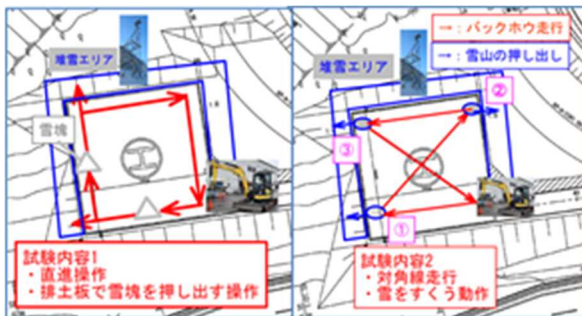 堆雪エリア
雪塊
試験内容1
・直進操作
・排土板で雪塊を押し出す操作
→：バックホウ走行
→：雪山の押し出し
堆雪エリア
②
③
①
試験内容2
・対角線走行
・雪をすくう動作